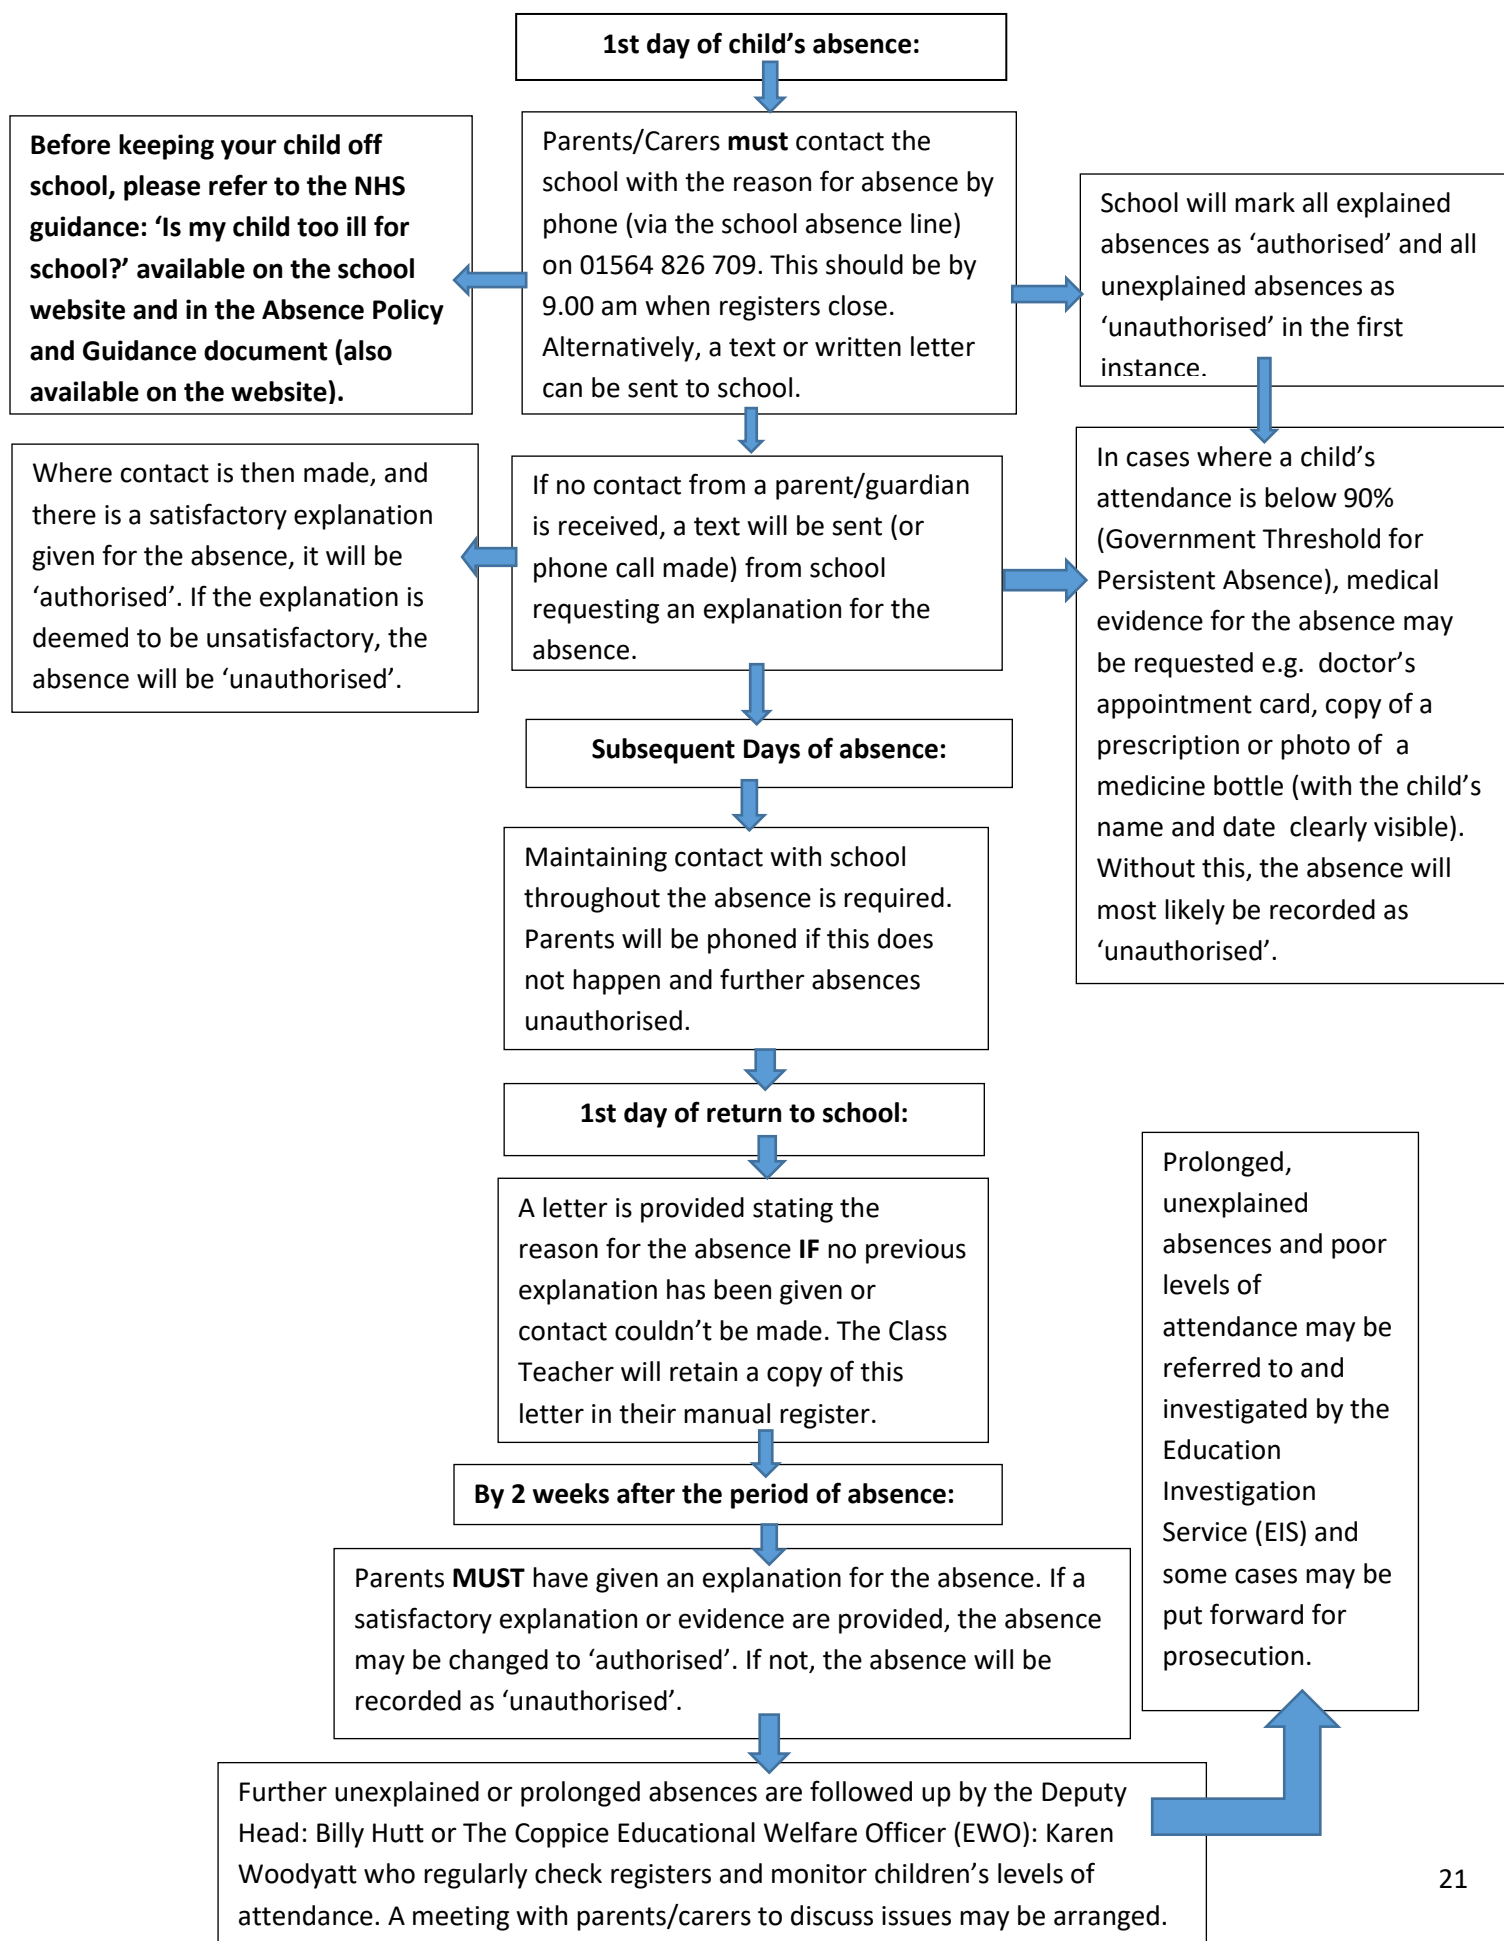 1st day of child’s absence:
Before keeping your child off
school, please refer to the NHS
guidance: ‘Is my child too ill for
school?’ available on the school
website and in the Absence Policy
and Guidance document (also
available on the website).
Parents/Carers must contact the
school with the reason for absence by
phone (via the school absence line)
on 01564 826 709. This should be by
9.00 am when registers close.
Alternatively, a text or written letter
can be sent to school.
School will mark all explained
absences as ‘authorised’ and all
unexplained absences as
‘unauthorised’ in the first
instance.
Where contact is then made, and
there is a satisfactory explanation
given for the absence, it will be
‘authorised’. If the explanation is
deemed to be unsatisfactory, the
absence will be ‘unauthorised’.
If no contact from a parent/guardian
is received, a text will be sent (or
phone call made) from school
requesting an explanation for the
absence.
In cases where a child’s
attendance is below 90%
(Government Threshold for
Persistent Absence), medical
evidence for the absence may
be requested e.g. doctor’s
appointment card, copy of a
prescription or photo of a
medicine bottle (with the child’s
name and date clearly visible).
Without this, the absence will
most likely be recorded as
‘unauthorised’.
Subsequent Days of absence:
Maintaining contact with school
throughout the absence is required.
Parents will be phoned if this does
not happen and further absences
unauthorised.
1st day of return to school:
A letter is provided stating the
reason for the absence IF no previous
explanation has been given or
contact couldn’t be made. The Class
Teacher will retain a copy of this
letter in their manual register.
By 2 weeks after the period of absence:
Parents MUST have given an explanation for the absence. If a
satisfactory explanation or evidence are provided, the absence
may be changed to ‘authorised’. If not, the absence will be
recorded as ‘unauthorised’.
Prolonged,
unexplained
absences and poor
levels of
attendance may be
referred to and
investigated by the
Education
Investigation
Service (EIS) and
some cases may be
put forward for
prosecution.
Further unexplained or prolonged absences are followed up by the Deputy
Head: Billy Hutt or The Coppice Educational Welfare Officer (EWO): Karen
Woodyatt who regularly check registers and monitor children’s levels of
attendance. A meeting with parents/carers to discuss issues may be arranged.
21